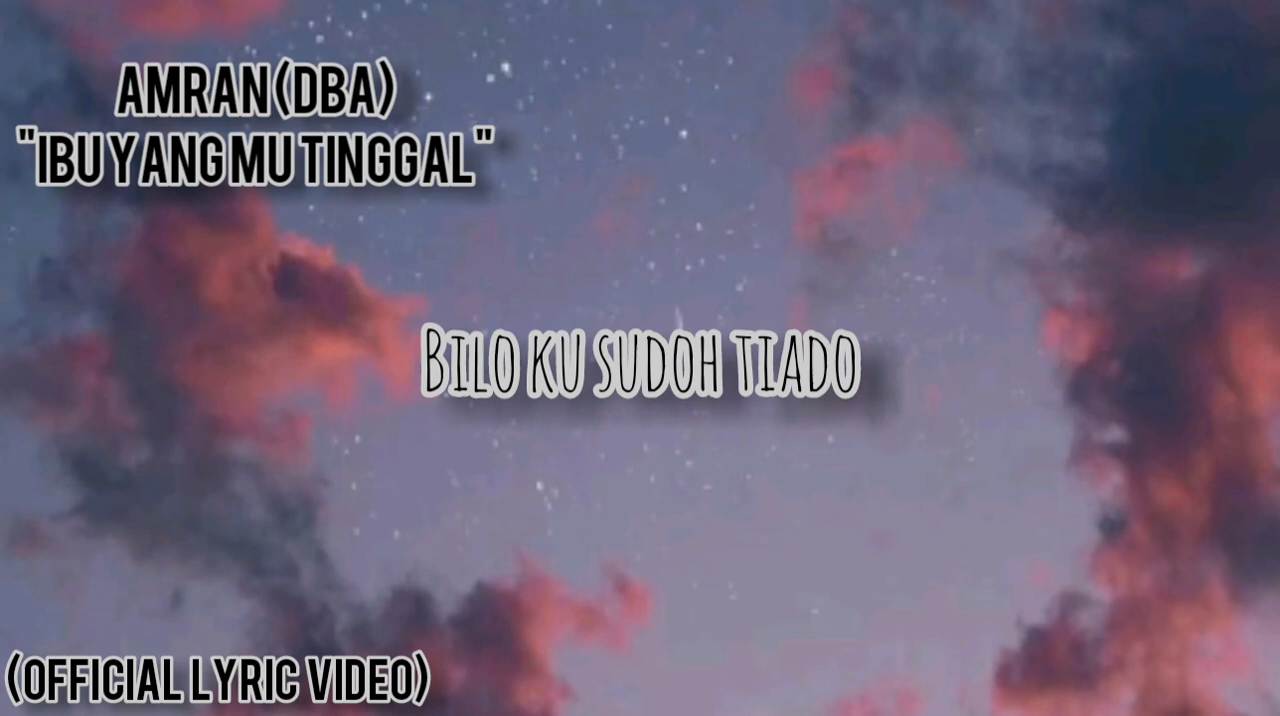 AMRAN (DBA)
"IBU YANG MU TINGGAL"
BILO KU SUDOH TIADO
(OFFICIAL LYRIC VIDEO)